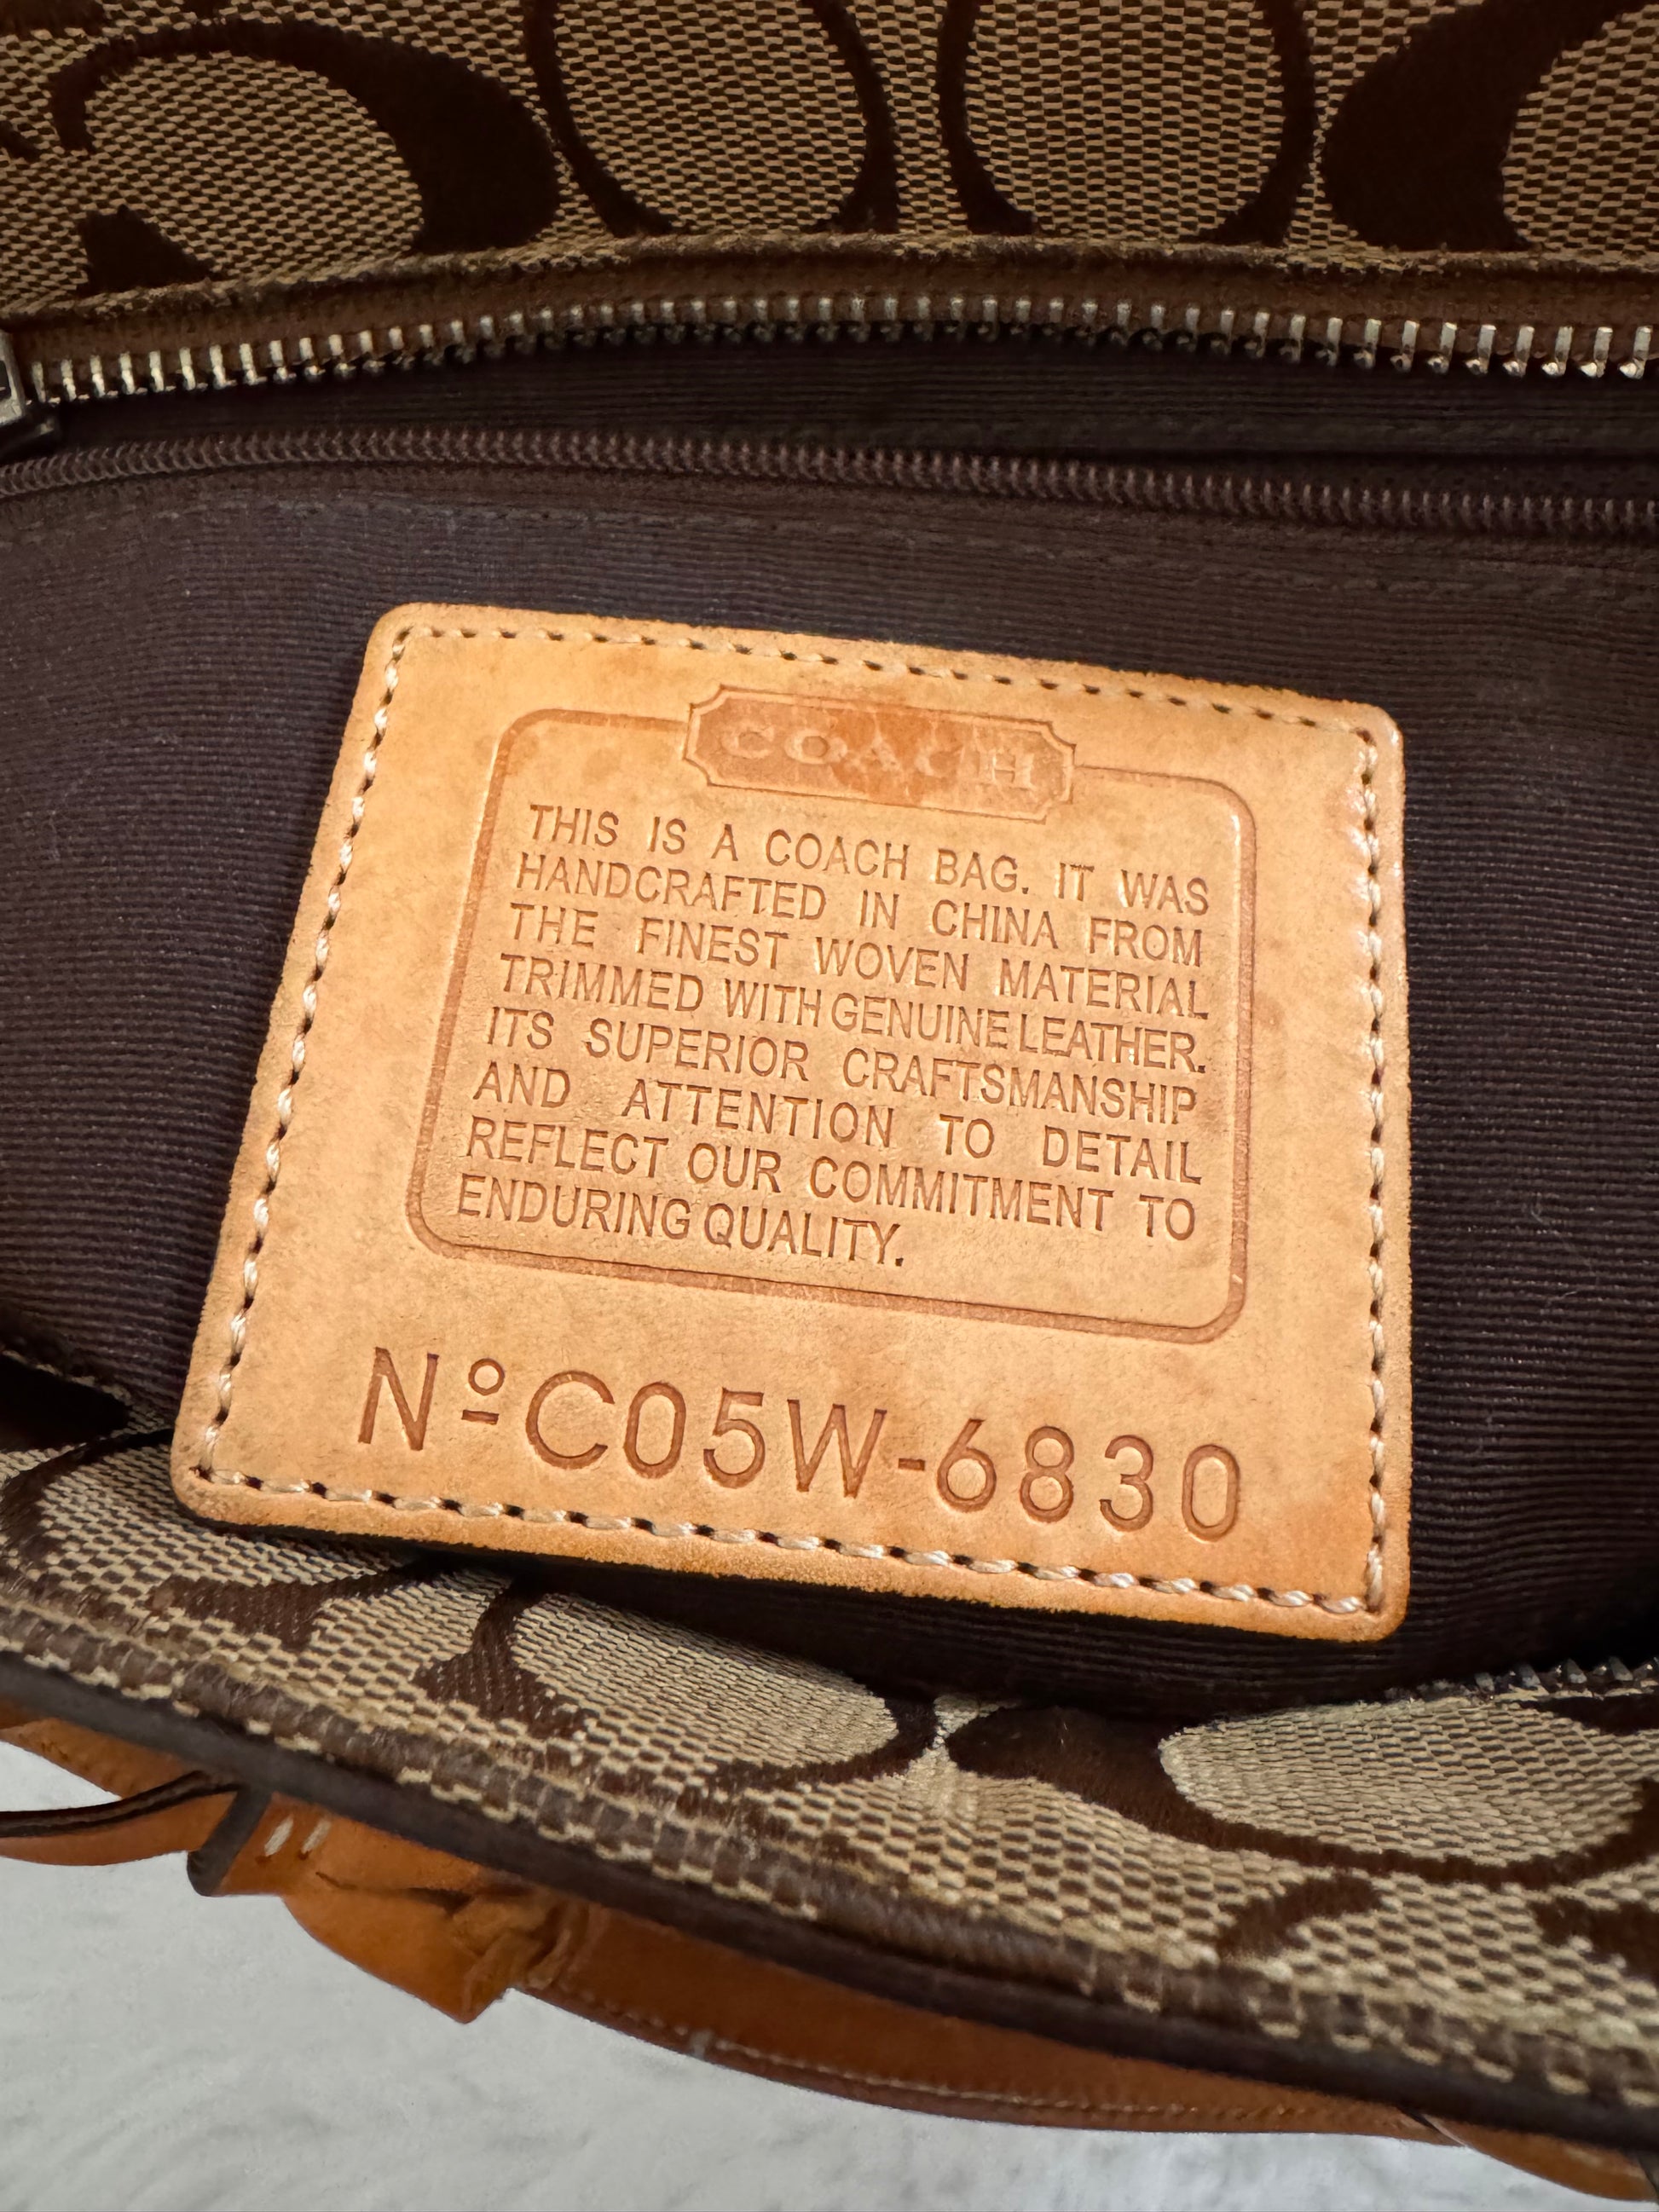 COACH
THIS IS A COACH BAG. IT WAS
HANDCRAFTED IN CHINA FROM
THE FINEST WOVEN MATERIAL
TRIMMED WITH GENUINE LEATHER.
ITS SUPERIOR CRAFTSMANSHIP
AND ATTENTION TO DETAIL
REFLECT OUR COMMITMENT TO
ENDURING QUALITY.
Nº C05W-6830